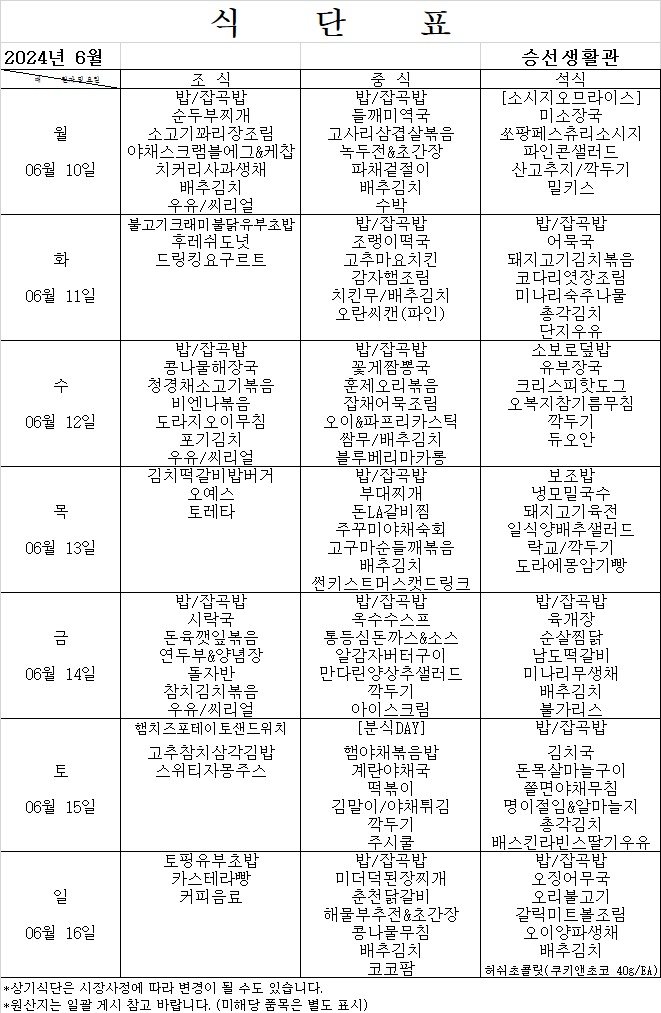 식 단 표
2024년 6월 승선생활관
조 식 중 식 석식
월
06월 10일
밥/잡곡밥
순두부찌개
소고기꽈리장조림
야채스크램블에그&케찹
치커리사과생채
배추김치
우유/씨리얼
밥/잡곡밥
들깨미역국
고사리삼겹살볶음
녹두전&초간장
파채겉절이
배추김치
수박
[소시지오므라이스]
미소장국
쏘팡페스츄리소시지
파인콘샐러드
산고추지/깍두기
밀키스
화
06월 11일
불고기크래미불닭유부초밥
후레쉬도넛
드링킹요구르트
밥/잡곡밥
조랭이떡국
고추마요치킨
감자햄조림
치킨무/배추김치
오란씨캔(파인)
밥/잡곡밥
어묵국
돼지고기김치볶음
코다리엿장조림
미나리숙주나물
총각김치
단지우유
수
06월 12일
밥/잡곡밥
콩나물해장국
청경채소고기볶음
비엔나볶음
도라지오이무침
포기김치
우유/씨리얼
밥/잡곡밥
꽃게짬뽕국
훈제오리볶음
잡채어묵조림
오이&파프리카스틱
쌈무/배추김치
블루베리마카롱
소보로덮밥
유부장국
크리스피핫도그
오복지참기름무침
깍두기
듀오안
목
06월 13일
김치떡갈비밥버거
오예스
토레타
밥/잡곡밥
부대찌개
돈LA갈비찜
주꾸미야채숙회
고구마순들깨볶음
배추김치
썬키스트머스캣드링크
보조밥
냉모밀국수
돼지고기육전
일식양배추샐러드
락교/깍두기
도라에몽암기빵
금
06월 14일
밥/잡곡밥
시락국
돈육깻잎볶음
연두부&양념장
돌자반
참치김치볶음
우유/씨리얼
밥/잡곡밥
옥수수스프
통등심돈까스&소스
알감자버터구이
만다린양상추샐러드
깍두기
아이스크림
밥/잡곡밥
육개장
순살찜닭
남도떡갈비
미나리무생채
배추김치
불가리스
토
06월 15일
햄치즈포테이토샌드위치
고추참치삼각김밥
스위티자몽주스
[분식DAY]
햄야채볶음밥
계란야채국
떡볶이
김말이/야채튀김
깍두기
주시쿨
밥/잡곡밥
김치국
돈목살마늘구이
쫄면야채무침
명이절임&알마늘지
총각김치
배스킨라빈스딸기우유
일
06월 16일
토핑유부초밥
카스테라빵
커피음료
밥/잡곡밥
미더덕된장찌개
춘천닭갈비
해물부추전&초간장
콩나물무침
배추김치
코코팜
밥/잡곡밥
오징어무국
오리불고기
갈릭미트볼조림
오이양파생채
배추김치
허쉬초콜릿(쿠키앤초코 40g/EA)
*상기식단은 시장사정에 따라 변경이 될 수도 있습니다.
*원산지는 일괄 게시 참고 바랍니다. (미해당 품목은 별도 표시)